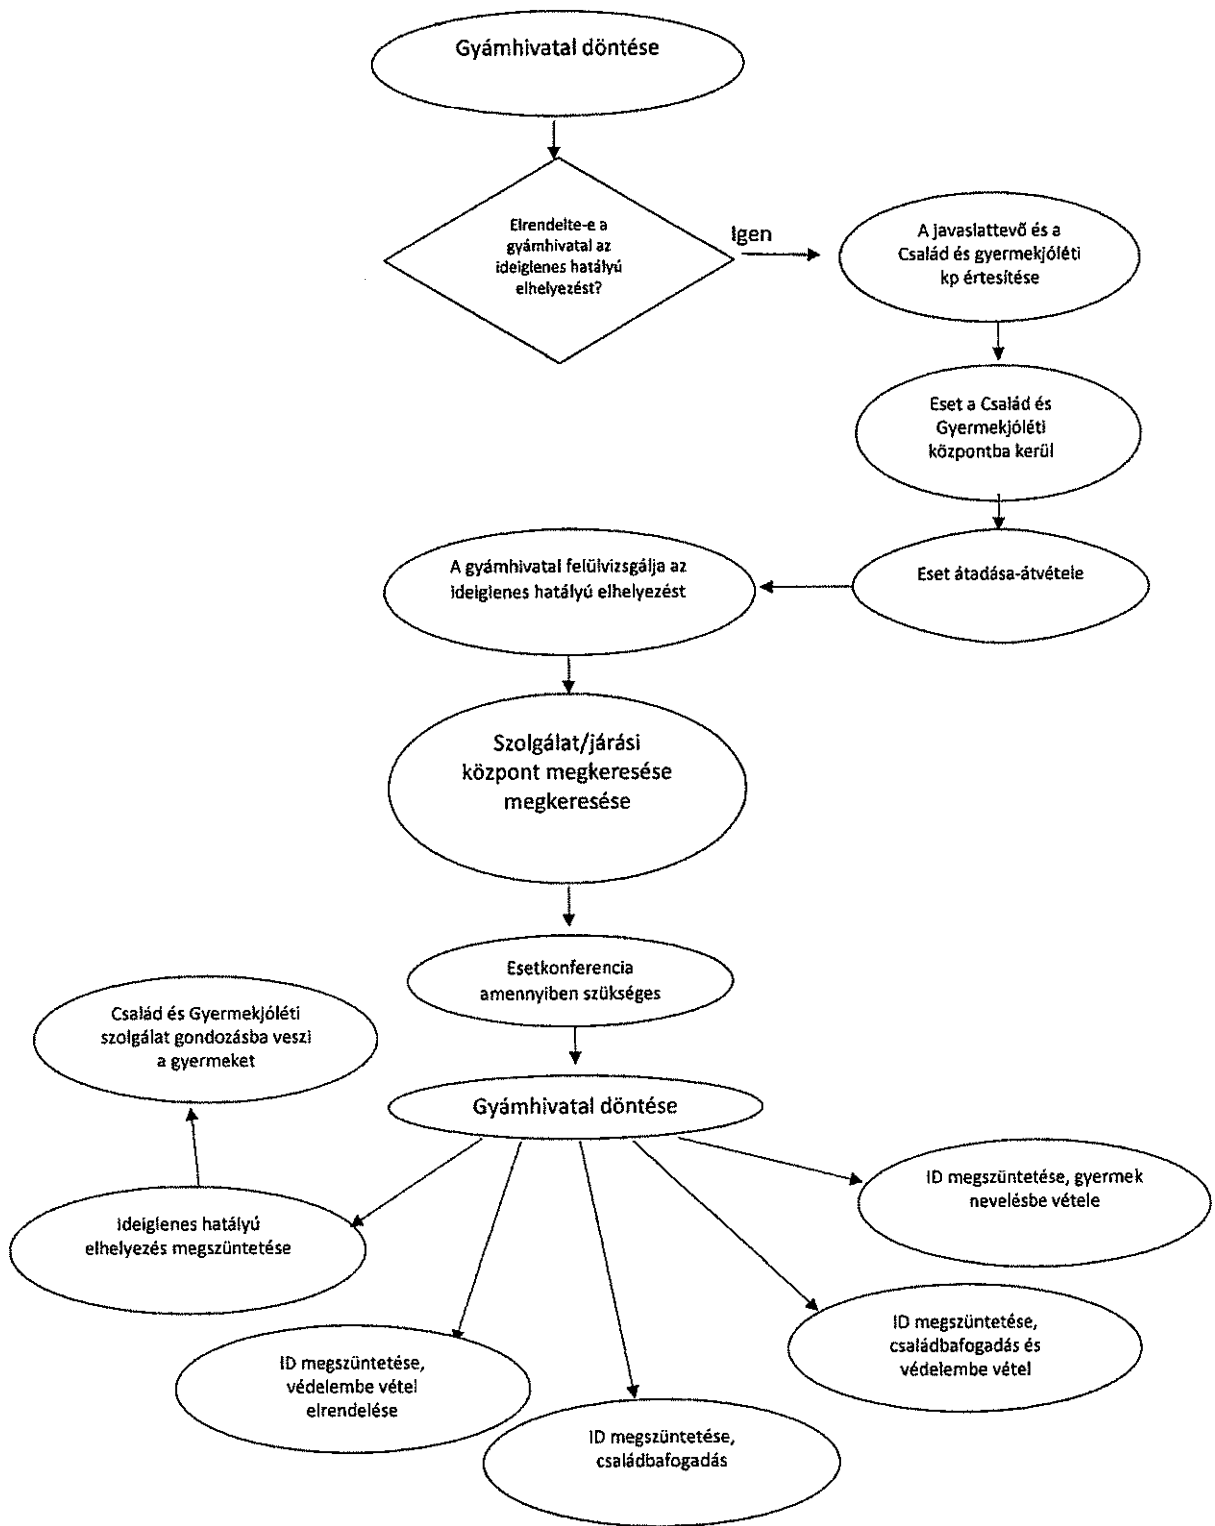 Gyámhivatal döntése
Elrendelte-e a
gyámhivatal az
ideiglenes hatályú
elhelyezést?
Igen
A javaslattevő és a
Család és gyermekjóléti
kp értesítése
Eset a Család és
Gyermekjóléti
központba kerül
Eset átadása-átvétele
A gyámhivatal felülvizsgálja az
ideiglenes hatályú elhelyezést
Szolgálat/járási
központ megkeresése
megkeresése
Esetkonferencia
amennyiben szükséges
Család és Gyermekjóléti
szolgálat gondozásba veszi
a gyermeket
Gyámhivatal döntése
ID megszüntetése, gyermek
nevelésbe vétele
Ideiglenes hatályú
elhelyezés megszüntetése
ID megszüntetése,
családbafogadás és
védelembe vétel
ID megszüntetése,
védelembe vétel
elrendelése
ID megszüntetése,
családbafogadás